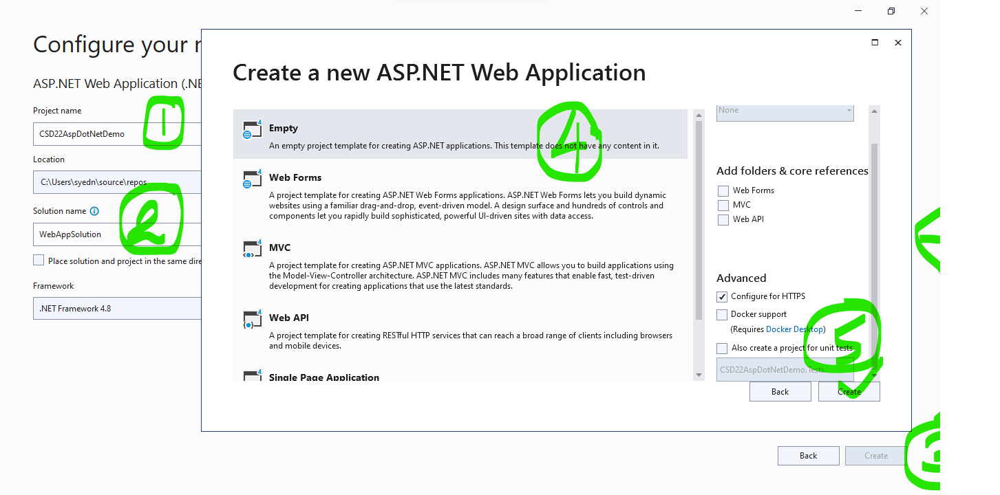 Configure your
ASP.NET Web Application (.NE
Project name
1
CSD22AspDotNetDemo
Location
C:\Users\syedn\source\repos
Solution name
2
WebAppSolution
Place solution and project in the same dire
Framework
.NET Framework 4.8
Create a new ASP.NET Web Application
4
Empty
An empty project template for creating ASP.NET applications. This template does not have any content in it.
4
Web Forms
A project template for creating ASP.NET Web Forms applications. ASP.NET Web Forms lets you build dynamic
websites using a familiar drag-and-drop, event-driven model. A design surface and hundreds of controls and
components let you rapidly build sophisticated, powerful UI-driven sites with data access.
4
MVC
A project template for creating ASP.NET MVC applications. ASP.NET MVC allows you to build applications using
the Model-View-Controller architecture. ASP.NET MVC includes many features that enable fast, test-driven
development for creating applications that use the latest standards.
4
Web API
A project template for creating RESTful HTTP services that can reach a broad range of clients including browsers
and mobile devices.
4
Single Page Application
4
None
Add folders & core references
Web Forms
MVC
Web API
Advanced
Configure for HTTPS
Docker support
(Requires Docker Desktop)
Also create a project for unit tests
5
CSD22AspDotNetDemo.Tests
Back
Create
Back
Create
3